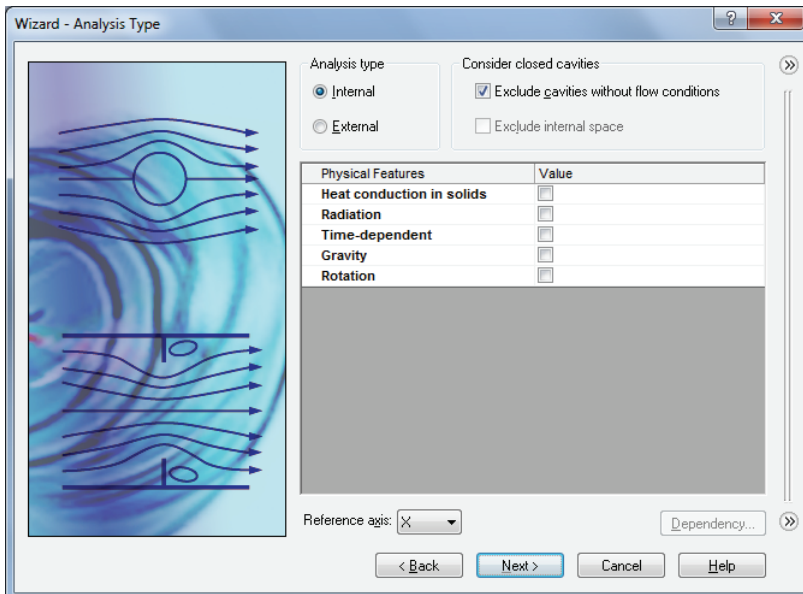 Wizard - Analysis Type
Analysis type
Internal
External
Consider closed cavities
Exclude cavities without flow conditions
Exclude internal space
Physical Features Value
Heat conduction in solids
Radiation
Time-dependent
Gravity
Rotation
Reference axis: X
Dependency...
< Back Next > Cancel Help